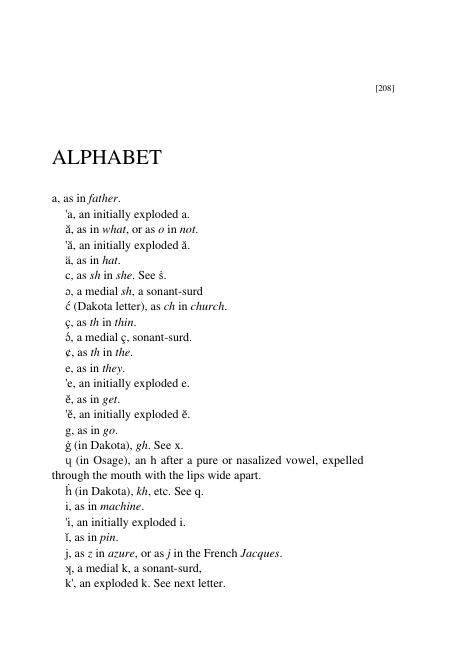 [208]
ALPHABET
a, as in father.
'a, an initially exploded a.
ă, as in what, or as o in not.
'ă, an initially exploded ă.
ä, as in hat.
c, as sh in she. See ś.
ɔ, a medial sh, a sonant-surd
ć (Dakota letter), as ch in church.
ç, as th in thin.
ɔ́, a medial ç, sonant-surd.
¢, as th in the.
e, as in they.
'e, an initially exploded e.
ĕ, as in get.
'ĕ, an initially exploded ĕ.
g, as in go.
ġ (in Dakota), gh. See x.
ɥ (in Osage), an h after a pure or nasalized vowel, expelled
through the mouth with the lips wide apart.
ḣ (in Dakota), kh, etc. See q.
i, as in machine.
'i, an initially exploded i.
ĭ, as in pin.
j, as z in azure, or as j in the French Jacques.
ʞ, a medial k, a sonant-surd,
k', an exploded k. See next letter.